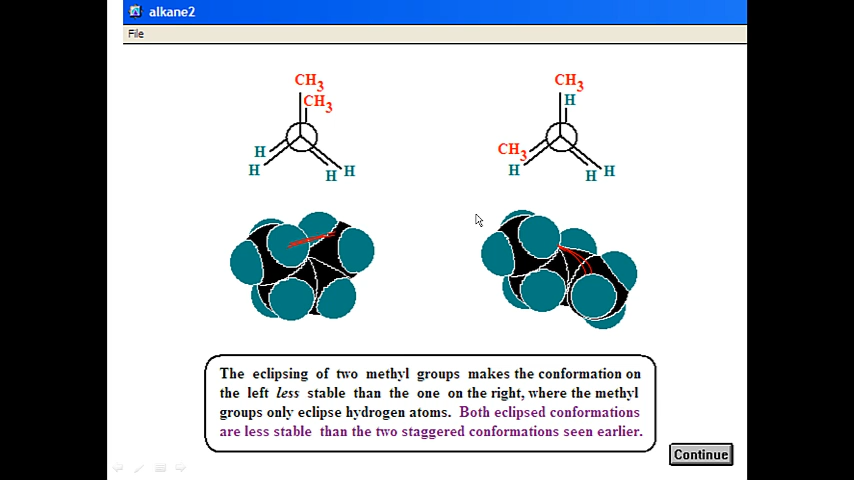 alkane2
File
CH3
CH3
H
H
H
H
CH3
H
CH3
H
H
H
The eclipsing of two methyl groups makes the conformation on
the left less stable than the one on the right, where the methyl
groups only eclipse hydrogen atoms. Both eclipsed conformations
are less stable than the two staggered conformations seen earlier.
Continue